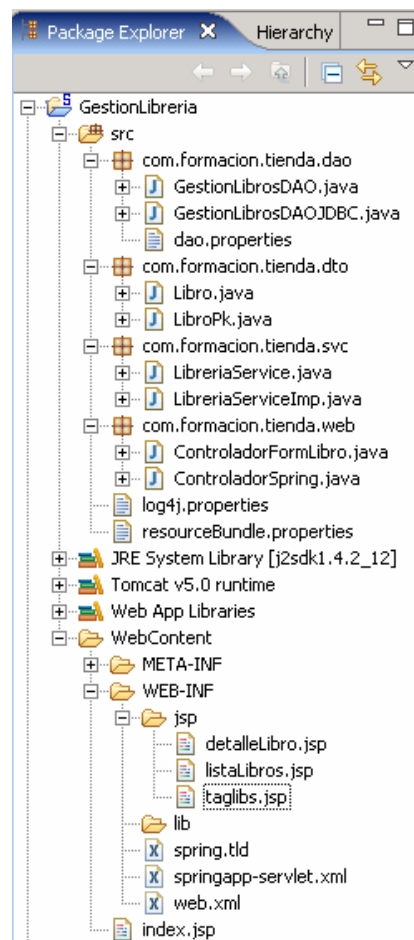 Package Explorer Hierarchy
GestionLibreria
src
com.formacion.tienda.dao
GestionLibrosDAO.java
GestionLibrosDAOJDBC.java
dao.properties
com.formacion.tienda.dto
Libro.java
LibroPk.java
com.formacion.tienda.svc
LibreriaService.java
LibreriaServiceImp.java
com.formacion.tienda.web
ControladorFormLibro.java
ControladorSpring.java
log4j.properties
resourceBundle.properties
JRE System Library [j2sdk1.4.2_12]
Tomcat v5.0 runtime
Web App Libraries
WebContent
META-INF
WEB-INF
jsp
detalleLibro.jsp
listaLibros.jsp
taglibs.jsp
lib
spring.tld
springapp-servlet.xml
web.xml
index.jsp